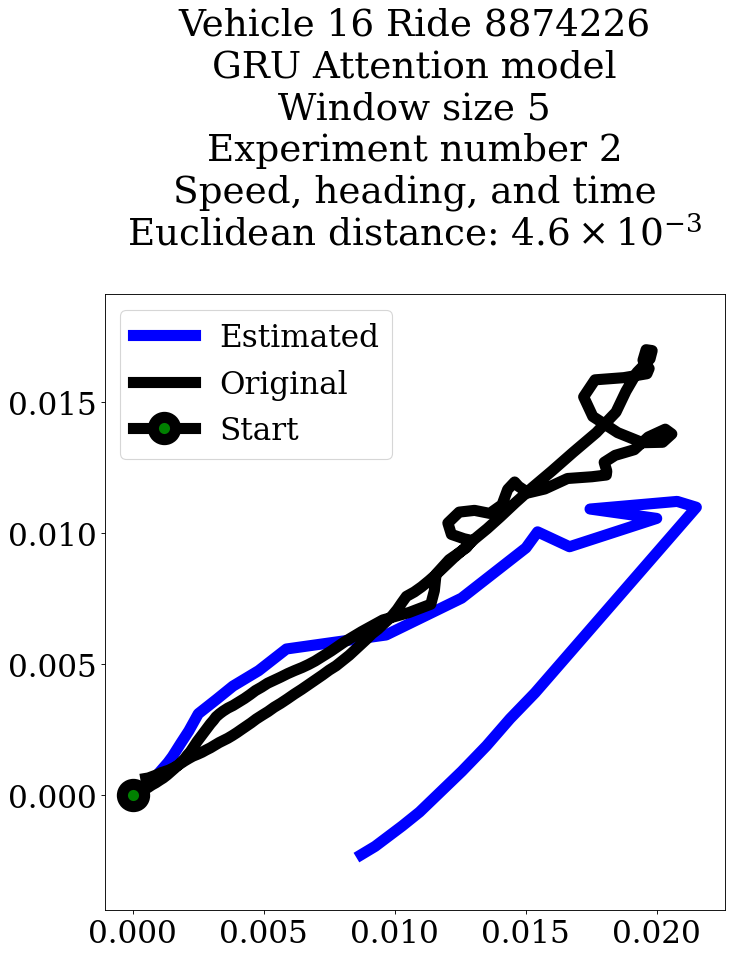 Vehicle 16 Ride 8874226
GRU Attention model
Window size 5
Experiment number 2
Speed, heading, and time
Euclidean distance: 4.6 × 10⁻³
Estimated
Original
Start
0.015
0.010
0.005
0.000
0.000 0.005 0.010 0.015 0.020